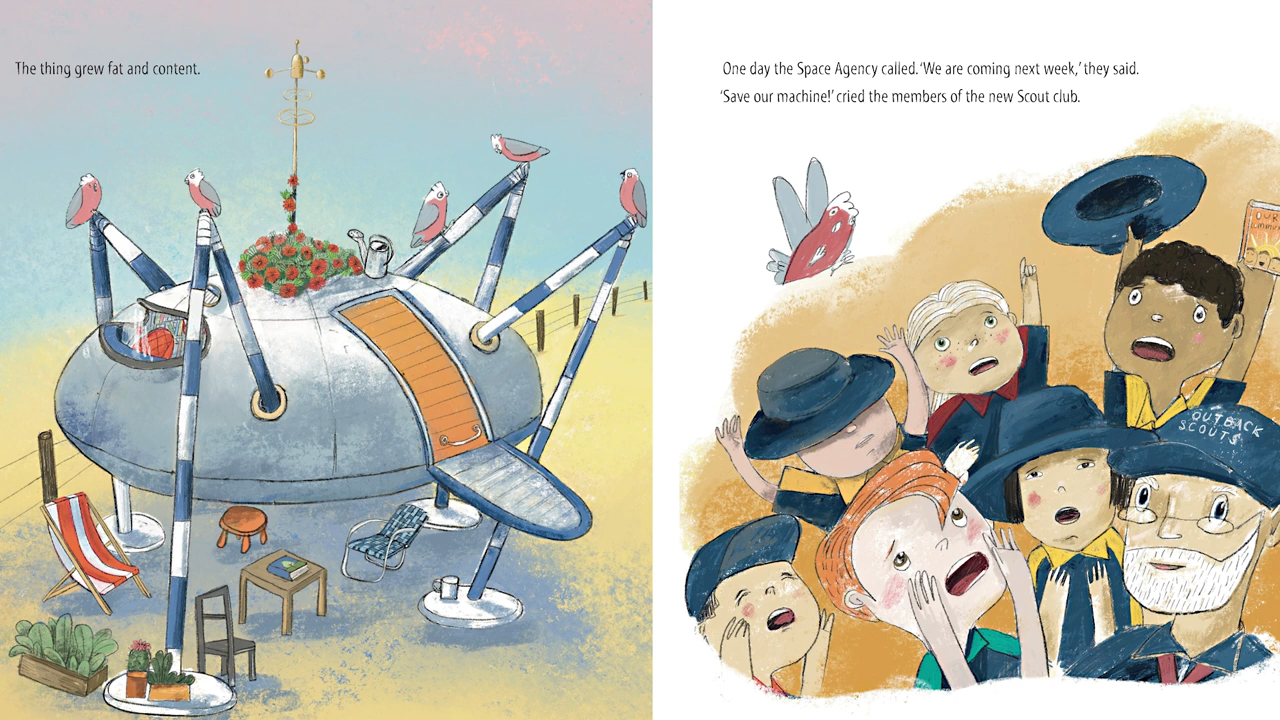 The thing grew fat and content.
One day the Space Agency called. ‘We are coming next week,’ they said.
‘Save our machine!’ cried the members of the new Scout club.
OUR
OUTBACK
SCOUTS